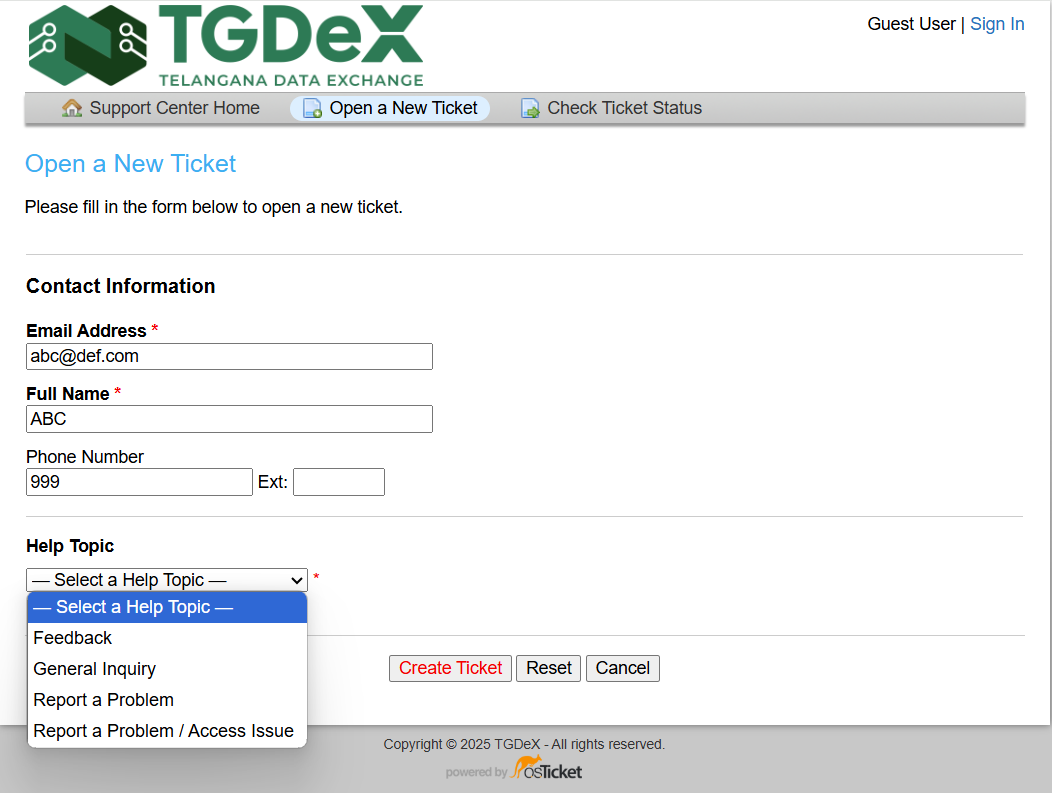 TGDeX
TELANGANA DATA EXCHANGE
Guest User | Sign In
Support Center Home Open a New Ticket Check Ticket Status
Open a New Ticket
Please fill in the form below to open a new ticket.
Contact Information
Email Address *
abc@def.com
Full Name *
ABC
Phone Number
999 Ext:
Help Topic
— Select a Help Topic — *
— Select a Help Topic —
Feedback
General Inquiry
Report a Problem
Report a Problem / Access Issue
Create Ticket Reset Cancel
Copyright © 2025 TGDeX - All rights reserved.
powered by osTicket